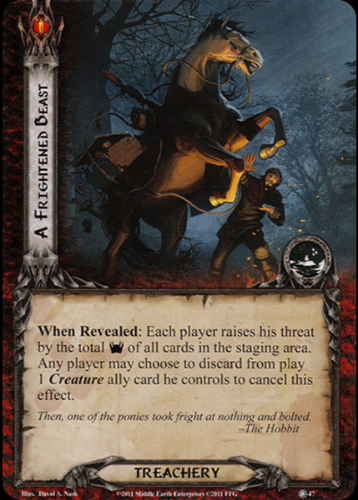 A Frightened Beast
When Revealed: Each player raises his threat
by the total of all cards in the staging area.
Any player may choose to discard from play
1 Creature ally card he controls to cancel this
effect.
Then, one of the ponies took fright at nothing and bolted.
–The Hobbit
TREACHERY
Illus. David A. Nash ©2011 Middle Earth Enterprises ©2011 FFG 47